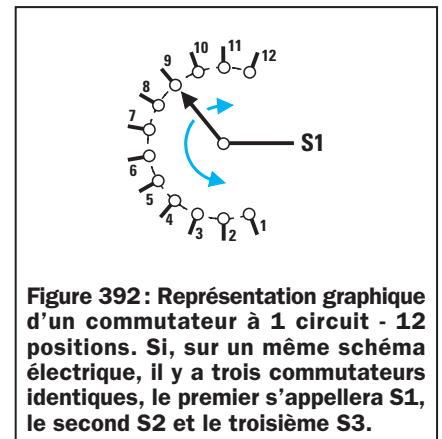 10 11 12
9
8
7
S1
6
5
4
3 2 1
Figure 392 : Représentation graphique
d'un commutateur à 1 circuit - 12
positions. Si, sur un même schéma
électrique, il y a trois commutateurs
identiques, le premier s'appellera S1,
le second S2 et le troisième S3.